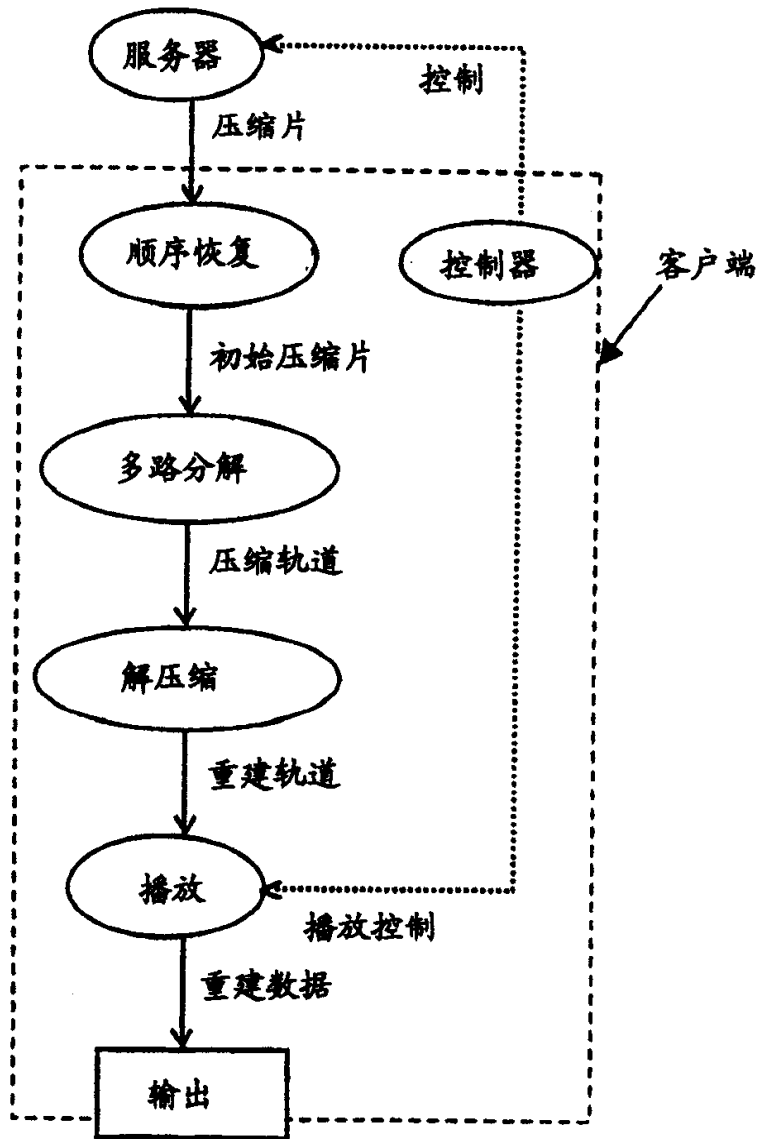 服务器
控制
压缩片
顺序恢复
控制器
客户端
初始压缩片
多路分解
压缩轨道
解压缩
重建轨道
播放
播放控制
重建数据
输出